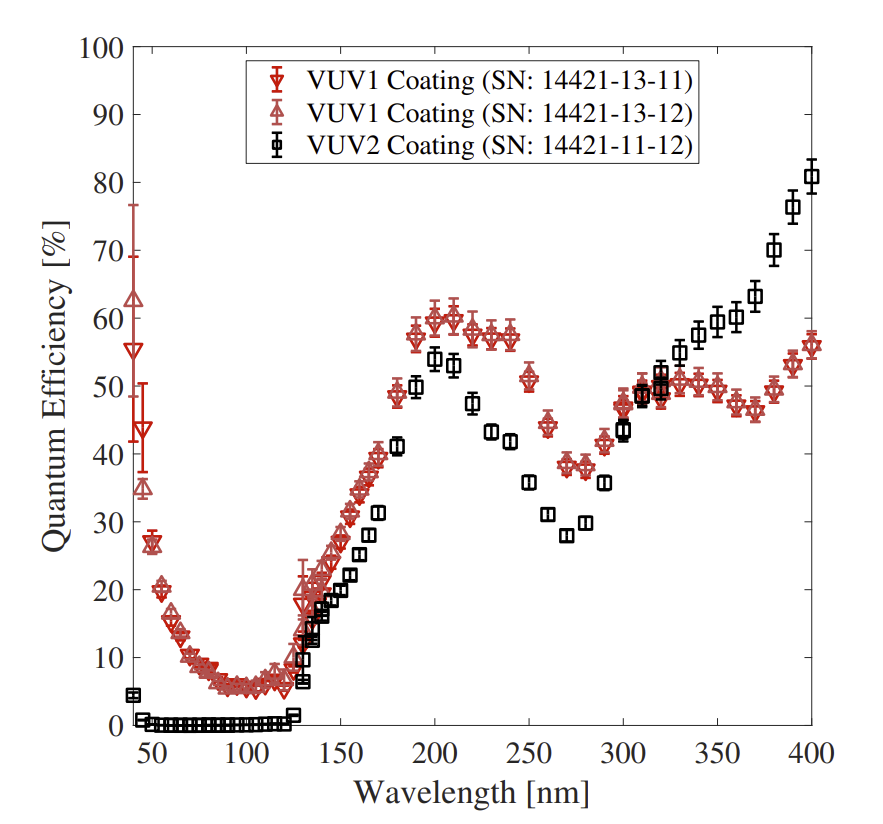 100
90
80
70
60
50
40
30
20
10
0
Quantum Efficiency [%]
VUV1 Coating (SN: 14421-13-11)
VUV1 Coating (SN: 14421-13-12)
VUV2 Coating (SN: 14421-11-12)
50 100 150 200 250 300 350 400
Wavelength [nm]